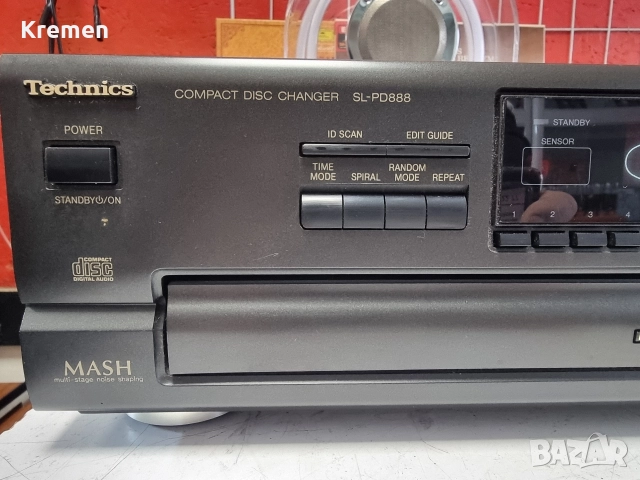 Kremen
Technics
COMPACT DISC CHANGER SL-PD888
POWER
STANDBY⏻/ON
ID SCAN
EDIT GUIDE
TIME MODE
SPIRAL
RANDOM MODE
REPEAT
STANDBY
SENSOR
1 2 3 4
COMPACT
disc
DIGITAL AUDIO
MASH
multi-stage noise shaping
BAZAR